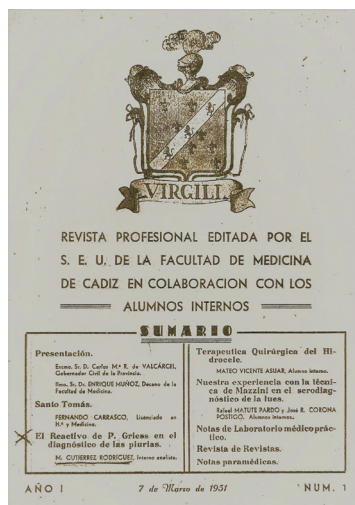 VIRGILI
REVISTA PROFESIONAL EDITADA POR EL
S. E. U. DE LA FACULTAD DE MEDICINA
DE CADIZ EN COLABORACION CON LOS
ALUMNOS INTERNOS
SUMARIO
Presentación.
Excmo. Sr. D. Carlos M.ª R. de VALCÁRCEL,
Gobernador Civil de la Provincia.
Ilmo. Sr. Dr. ENRIQUE MUÑOZ, Decano de la
Facultad de Medicina.
Santo Tomás.
FERNANDO CARRASCO, Licenciado en
H.ª y Medicina.
El Reactivo de P. Griess en el
diagnóstico de las piurias.
M. GUTIERREZ RODRIGUEZ, Interno analista.
Terapeutica Quirúrgica del Hi-
drocele.
MATEO VICENTE ASUAR, Alumno interno.
Nuestra experiencia con la técni-
ca de Mazzini en el serodiag-
nóstico de la lues.
Rafael MATUTE PARDO y José R. CORONA
POSTIGO, Alumnos internos.
Notas de Laboratorio médico prác-
tico.
Revista de Revistas.
Notas paramédicas.
AÑO I 7 de Marzo de 1951 NUM. 1